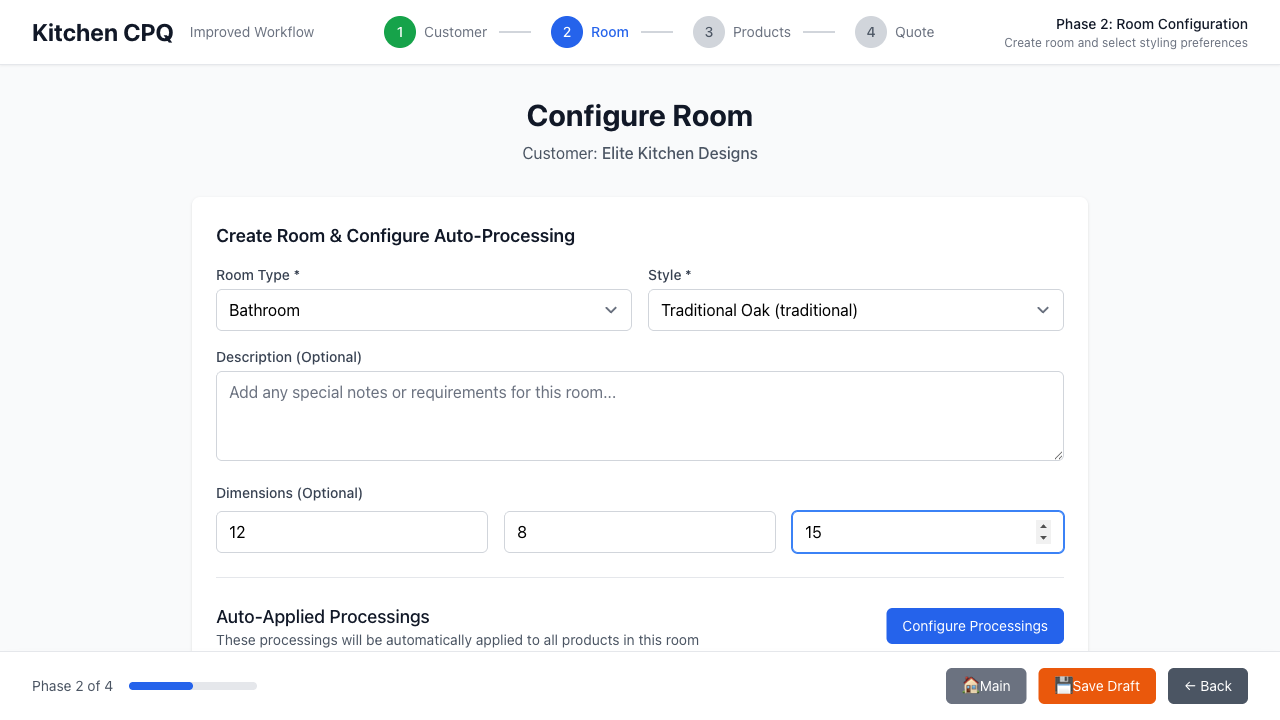 Kitchen CPQ
Improved Workflow
1 Customer
2 Room
3 Products
4 Quote
Phase 2: Room Configuration
Create room and select styling preferences
Configure Room
Customer: Elite Kitchen Designs
Create Room & Configure Auto-Processing
Room Type *
Style *
Bathroom
Traditional Oak (traditional)
Description (Optional)
Add any special notes or requirements for this room...
Dimensions (Optional)
12
8
15
Auto-Applied Processings
These processings will be automatically applied to all products in this room
Configure Processings
Phase 2 of 4
🏠Main
💾Save Draft
← Back